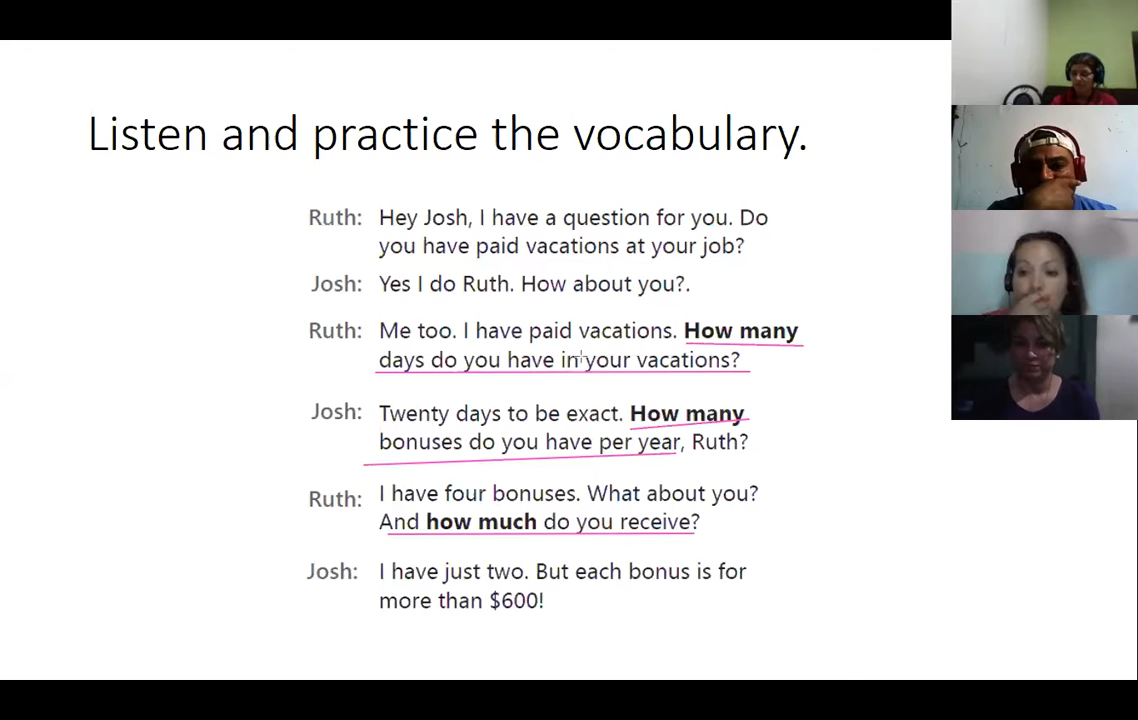 Listen and practice the vocabulary.
Ruth: Hey Josh, I have a question for you. Do
you have paid vacations at your job?
Josh: Yes I do Ruth. How about you?.
Ruth: Me too. I have paid vacations. How many
days do you have in your vacations?
Josh: Twenty days to be exact. How many
bonuses do you have per year, Ruth?
Ruth: I have four bonuses. What about you?
And how much do you receive?
Josh: I have just two. But each bonus is for
more than $600!